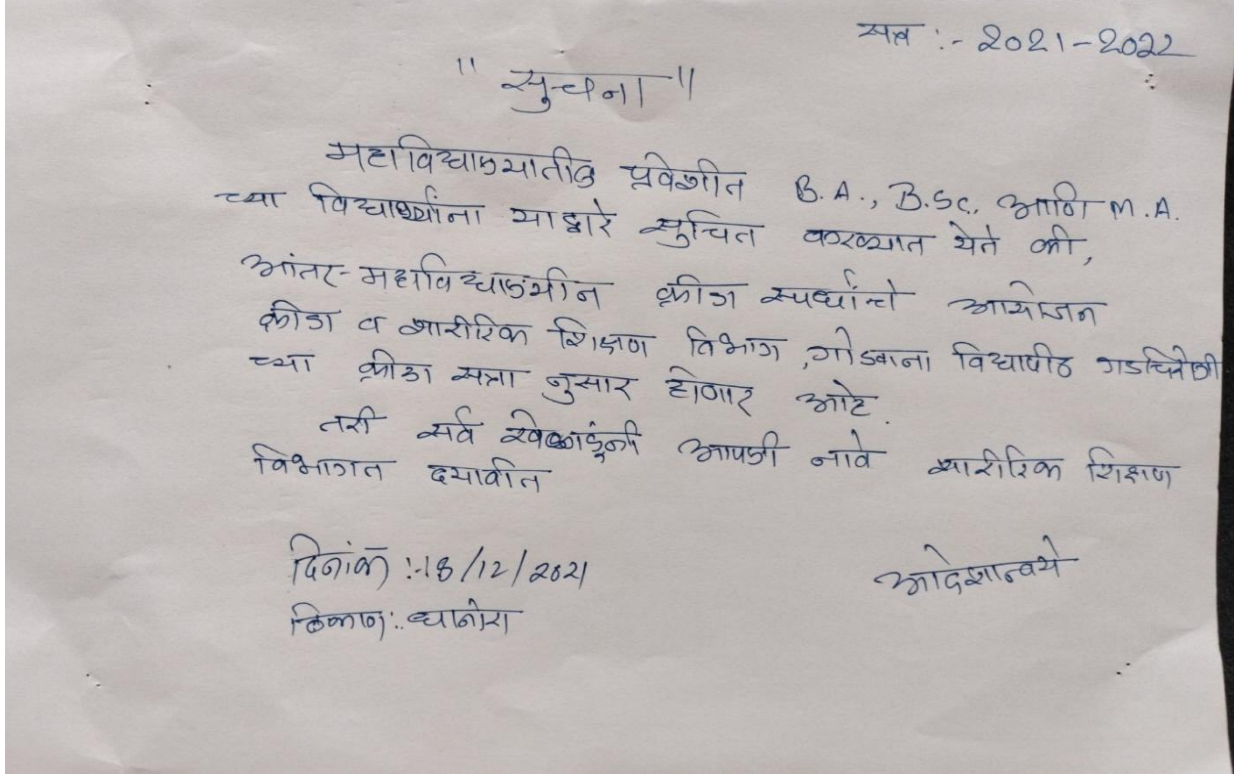 सत्र :- 2021-2022
" सुचना "
महाविद्यालयातील प्रवेशीत B.A., B.Sc. आणि M.A.
च्या विद्यार्थ्यांना याद्वारे सुचित करण्यात येते की,
आंतर-महाविद्यालयीन क्रीडा स्पर्धांचे आयोजन
क्रीडा व शारीरिक शिक्षण विभाग, गोंडवाना विद्यापीठ गडचिरोली
च्या क्रीडा सत्रा नुसार होणार आहे.
तरी सर्व खेळाडूंनी आपली नावे शारीरिक शिक्षण
विभागात द्यावीत
दिनांक :-18/12/2021
आदेशान्वये
ठिकाण:- धानोरा